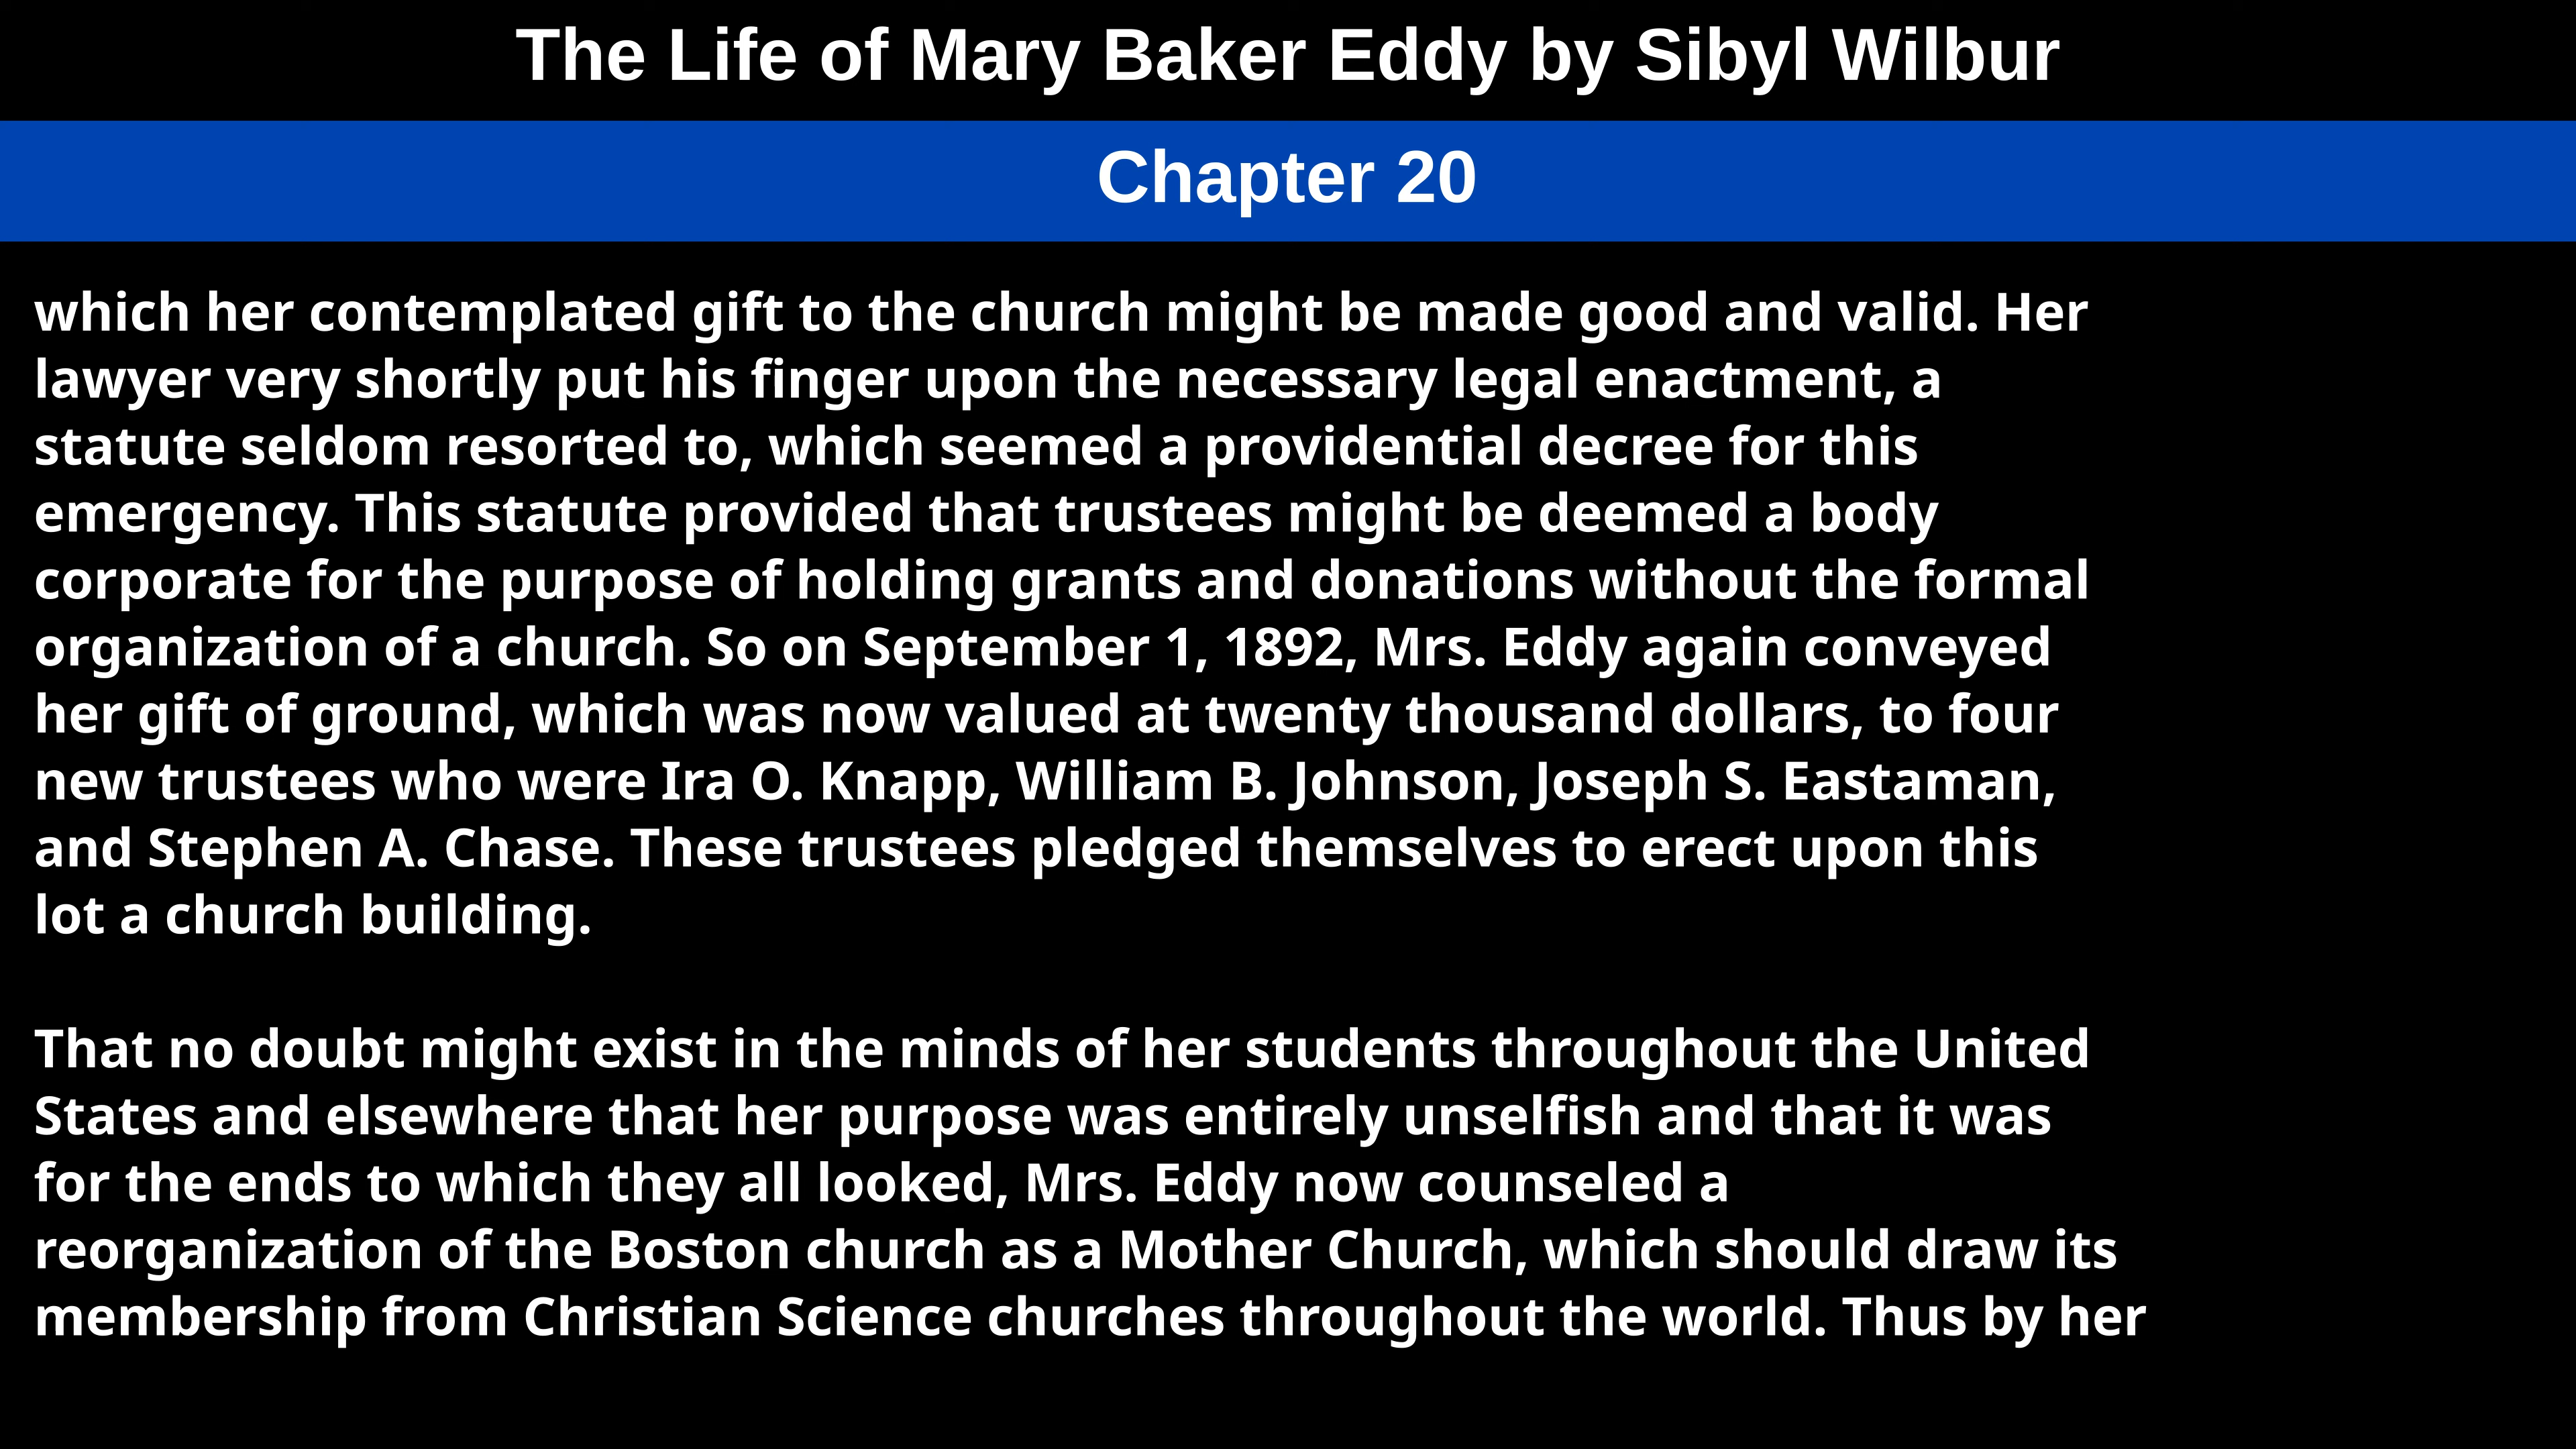 The Life of Mary Baker Eddy by Sibyl Wilbur
Chapter 20
which her contemplated gift to the church might be made good and valid. Her
lawyer very shortly put his finger upon the necessary legal enactment, a
statute seldom resorted to, which seemed a providential decree for this
emergency. This statute provided that trustees might be deemed a body
corporate for the purpose of holding grants and donations without the formal
organization of a church. So on September 1, 1892, Mrs. Eddy again conveyed
her gift of ground, which was now valued at twenty thousand dollars, to four
new trustees who were Ira O. Knapp, William B. Johnson, Joseph S. Eastaman,
and Stephen A. Chase. These trustees pledged themselves to erect upon this
lot a church building.
That no doubt might exist in the minds of her students throughout the United
States and elsewhere that her purpose was entirely unselfish and that it was
for the ends to which they all looked, Mrs. Eddy now counseled a
reorganization of the Boston church as a Mother Church, which should draw its
membership from Christian Science churches throughout the world. Thus by her